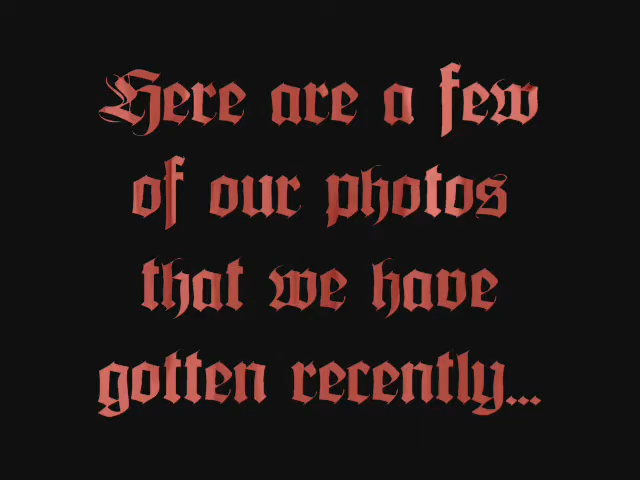 Here are a few
of our photos
that we have
gotten recently...